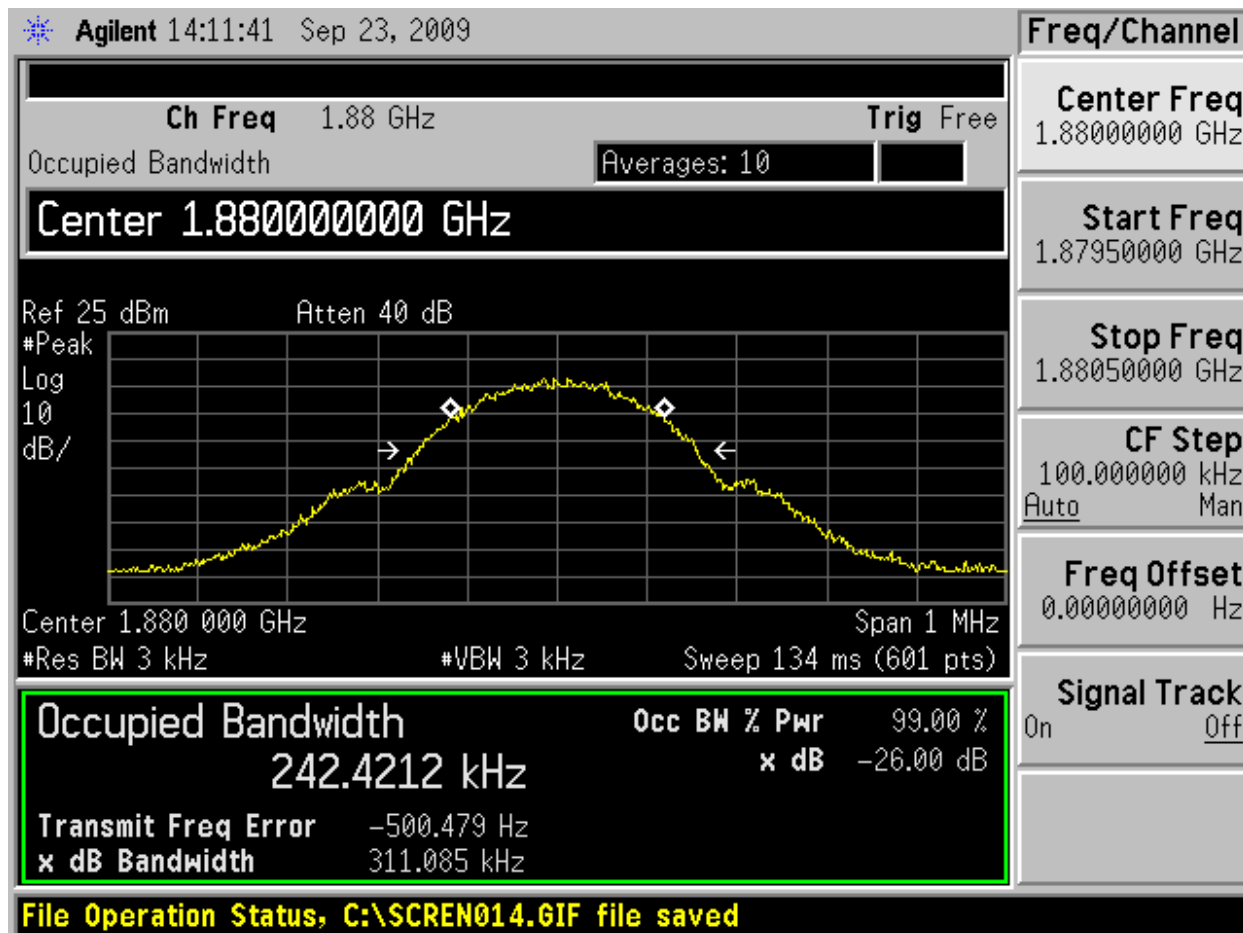 Agilent 14:11:41 Sep 23, 2009
Freq/Channel
Ch Freq 1.88 GHz Trig Free
Occupied Bandwidth Averages: 10
Center 1.880000000 GHz
Ref 25 dBm Atten 40 dB
#Peak
Log
10
dB/
Center 1.880 000 GHz Span 1 MHz
#Res BW 3 kHz #VBW 3 kHz Sweep 134 ms (601 pts)
Occupied Bandwidth Occ BW % Pwr 99.00 %
242.4212 kHz x dB -26.00 dB
Transmit Freq Error -500.479 Hz
x dB Bandwidth 311.085 kHz
Center Freq
1.88000000 GHz
Start Freq
1.87950000 GHz
Stop Freq
1.88050000 GHz
CF Step
100.000000 kHz
Auto Man
Freq Offset
0.00000000 Hz
Signal Track
On Off
File Operation Status, C:\SCREN014.GIF file saved